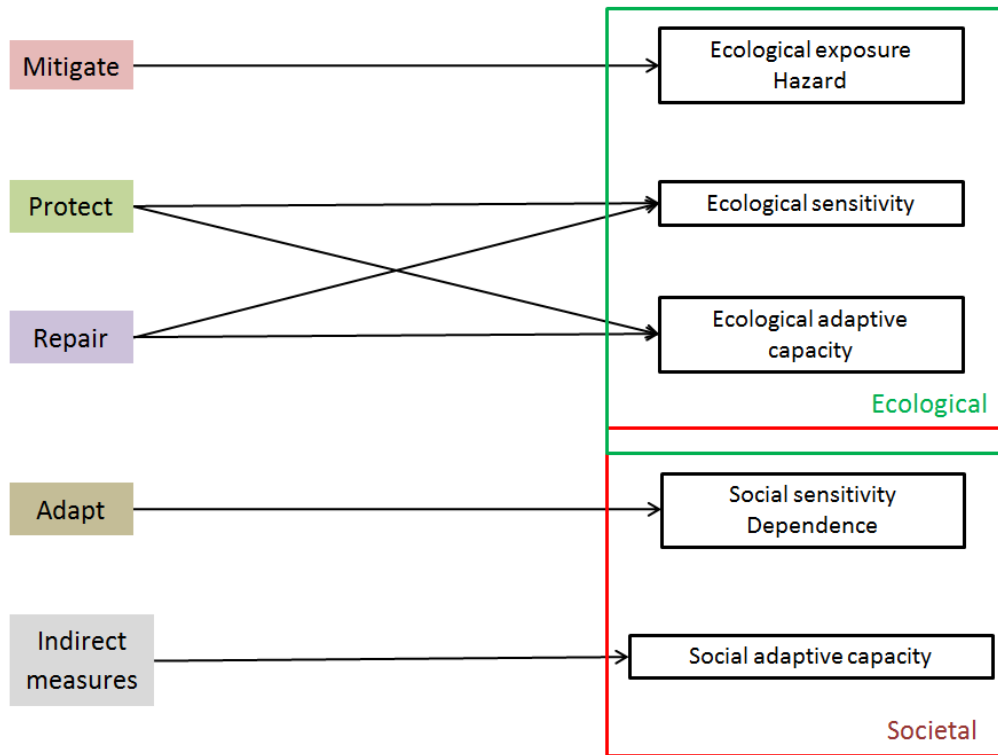 Mitigate
Ecological exposure
Hazard
Protect
Ecological sensitivity
Repair
Ecological adaptive
capacity
Ecological
Adapt
Social sensitivity
Dependence
Indirect
measures
Social adaptive capacity
Societal